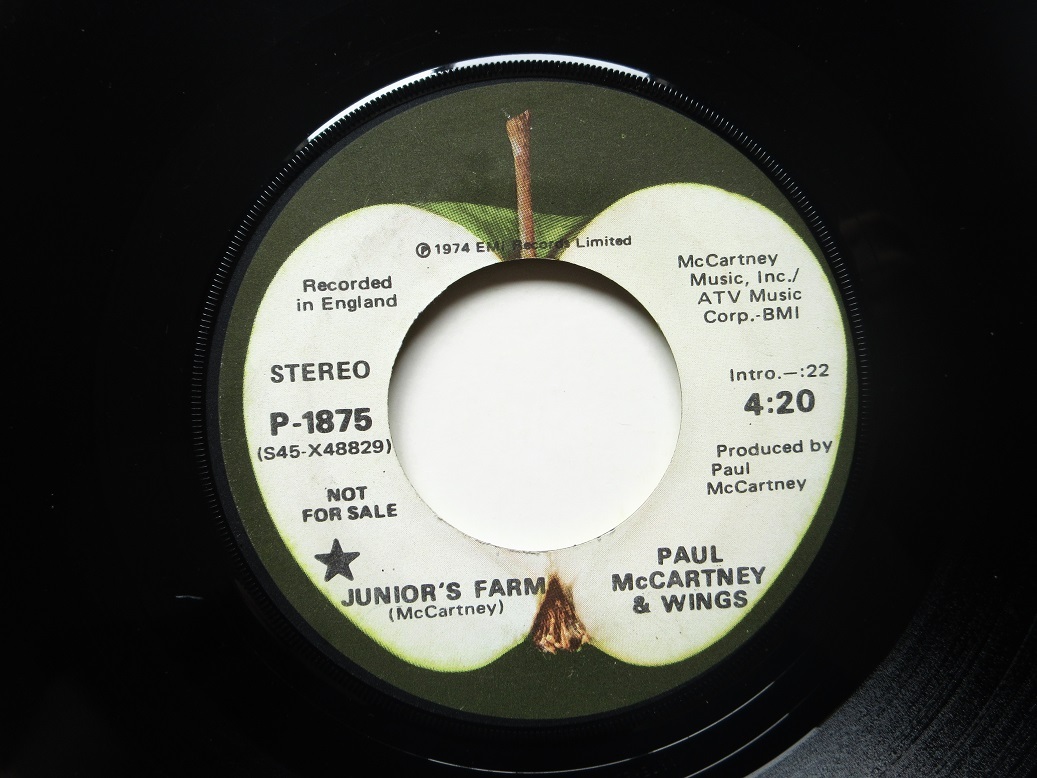 ℗ 1974 EMI Records Limited
Recorded
in England
STEREO
P-1875
(S45-X48829)
NOT
FOR SALE
JUNIOR'S FARM
(McCartney)
McCartney
Music, Inc./
ATV Music
Corp.-BMI
Intro.—:22
4:20
Produced by
Paul
McCartney
PAUL
McCARTNEY
& WINGS